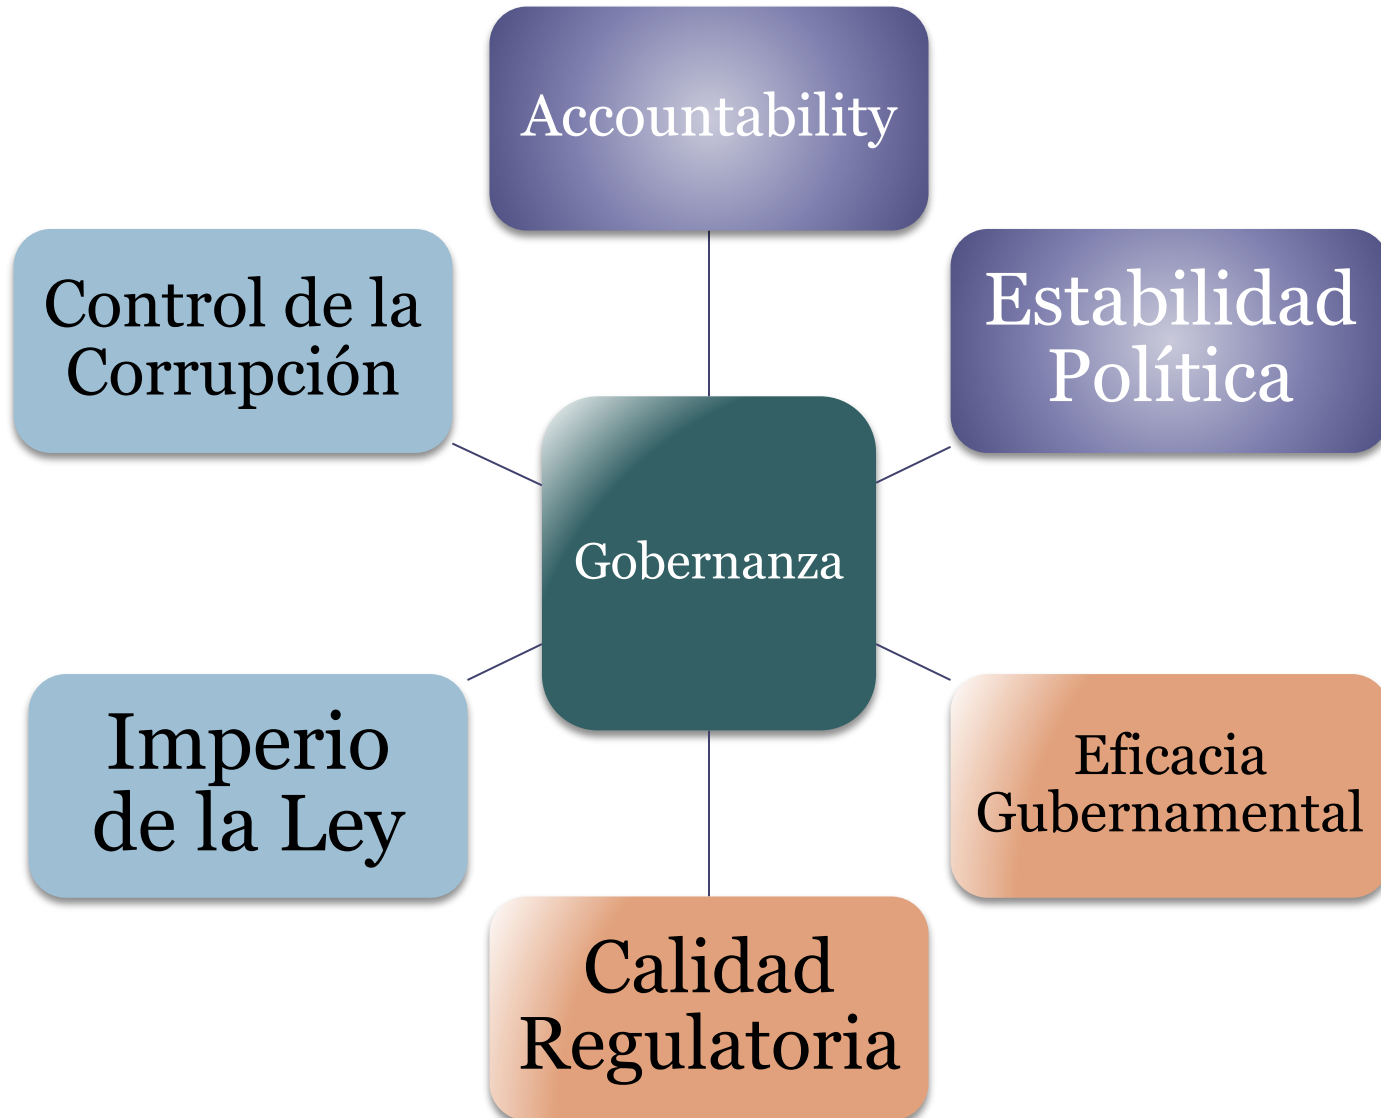 Accountability
Control de la
Corrupción
Estabilidad
Política
Gobernanza
Imperio
de la Ley
Eficacia
Gubernamental
Calidad
Regulatoria